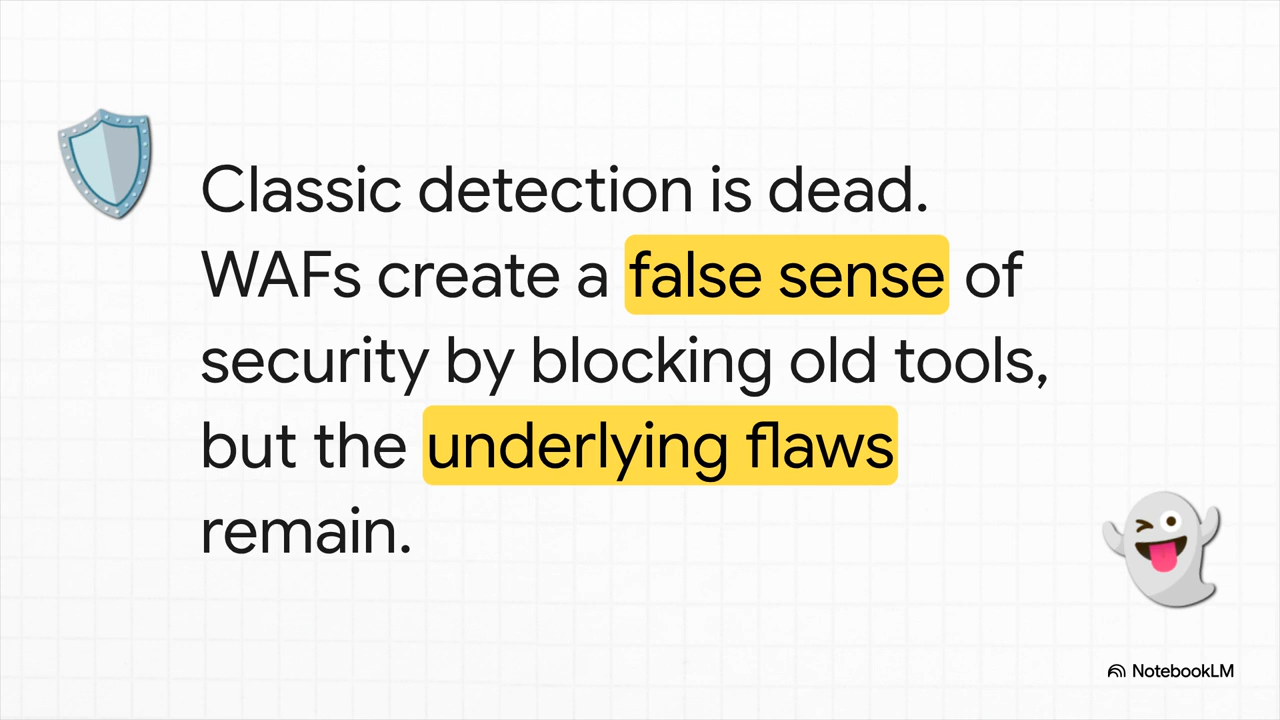 Classic detection is dead.
WAFs create a false sense of
security by blocking old tools,
but the underlying flaws
remain.
NotebookLM